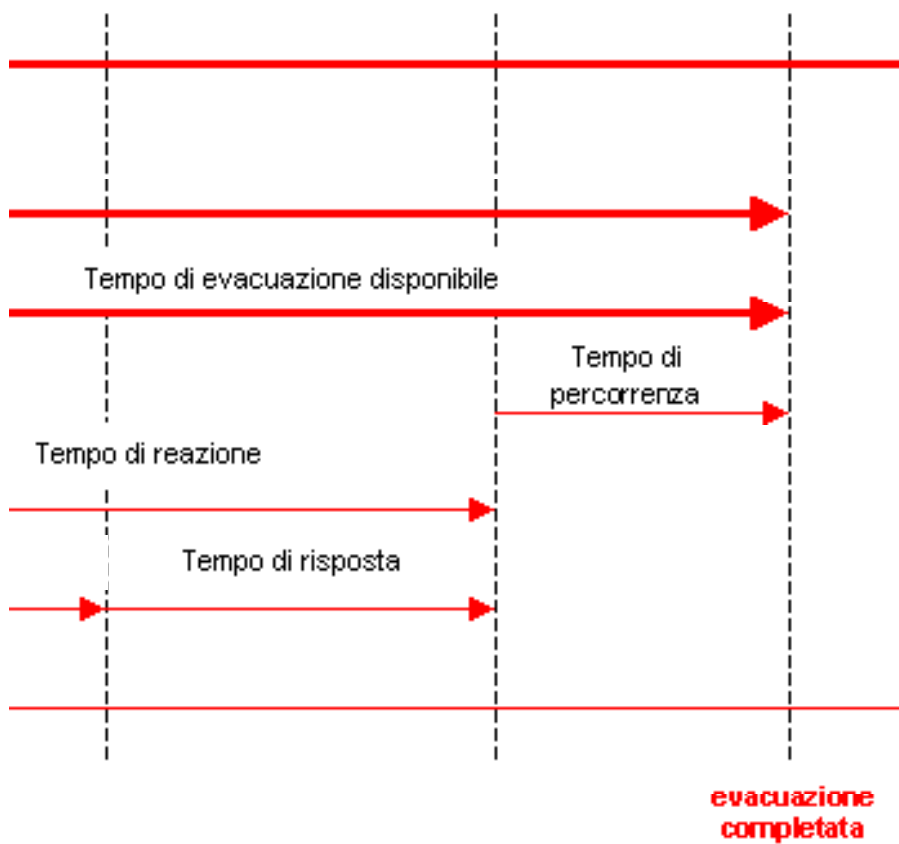 Tempo di evacuazione disponibile
Tempo di
percorrenza
Tempo di reazione
Tempo di risposta
evacuazione
completata